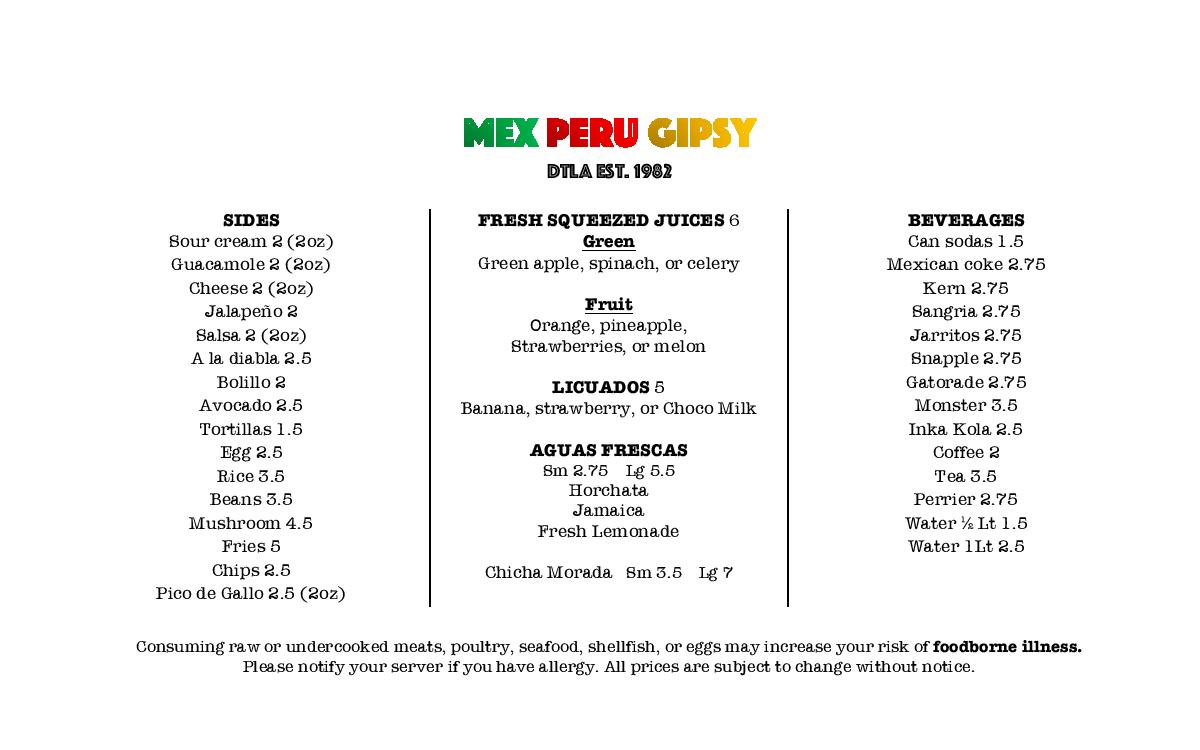 MEX PERU GIPSY
DTLA EST. 1982
SIDES
Sour cream 2 (2oz)
Guacamole 2 (2oz)
Cheese 2 (2oz)
Jalapeño 2
Salsa 2 (2oz)
A la diabla 2.5
Bolillo 2
Avocado 2.5
Tortillas 1.5
Egg 2.5
Rice 3.5
Beans 3.5
Mushroom 4.5
Fries 5
Chips 2.5
Pico de Gallo 2.5 (2oz)
FRESH SQUEEZED JUICES 6
Green
Green apple, spinach, or celery
Fruit
Orange, pineapple,
Strawberries, or melon
LICUADOS 5
Banana, strawberry, or Choco Milk
AGUAS FRESCAS
Sm 2.75 Lg 5.5
Horchata
Jamaica
Fresh Lemonade
Chicha Morada Sm 3.5 Lg 7
BEVERAGES
Can sodas 1.5
Mexican coke 2.75
Kern 2.75
Sangria 2.75
Jarritos 2.75
Snapple 2.75
Gatorade 2.75
Monster 3.5
Inka Kola 2.5
Coffee 2
Tea 3.5
Perrier 2.75
Water ½ Lt 1.5
Water 1Lt 2.5
Consuming raw or undercooked meats, poultry, seafood, shellfish, or eggs may increase your risk of foodborne illness.
Please notify your server if you have allergy. All prices are subject to change without notice.